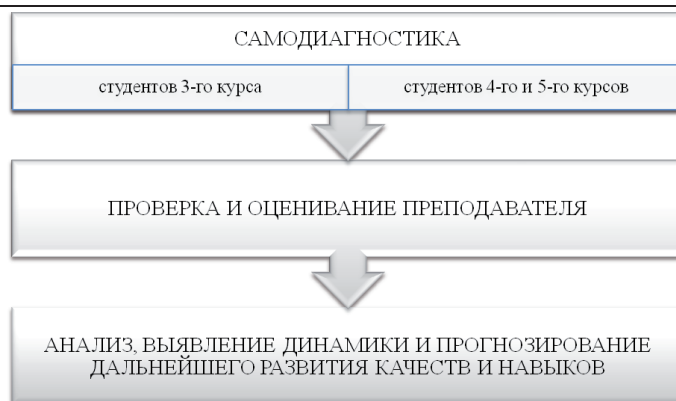 САМОДИАГНОСТИКА
студентов 3-го курса
студентов 4-го и 5-го курсов
ПРОВЕРКА И ОЦЕНИВАНИЕ ПРЕПОДАВАТЕЛЯ
АНАЛИЗ, ВЫЯВЛЕНИЕ ДИНАМИКИ И ПРОГНОЗИРОВАНИЕ
ДАЛЬНЕЙШЕГО РАЗВИТИЯ КАЧЕСТВ И НАВЫКОВ